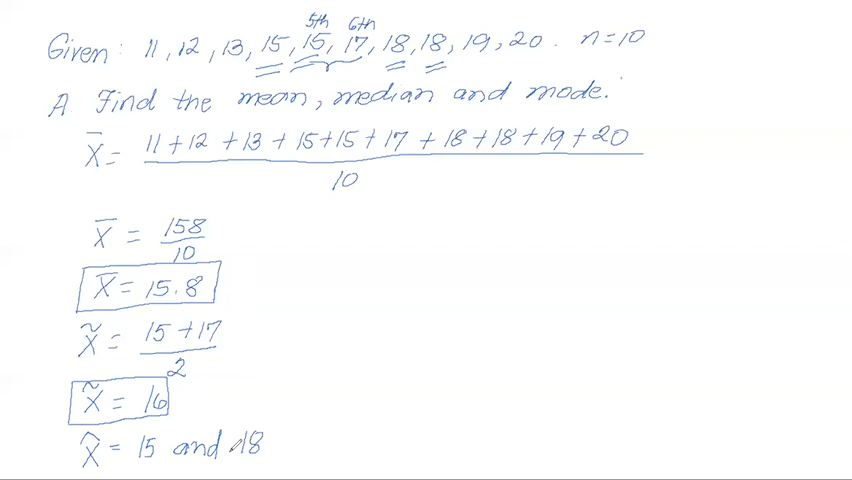 5th 6th
Given: 11, 12, 13, 15, 15, 17, 18, 18, 19, 20. n=10
A Find the mean, median and mode.
X̄ = 11+12+13+15+15+17+18+18+19+20
10
X̄ = 158
10
X̄ = 15.8
X̃ = 15+17
2
X̃ = 16
X̂ = 15 and 18